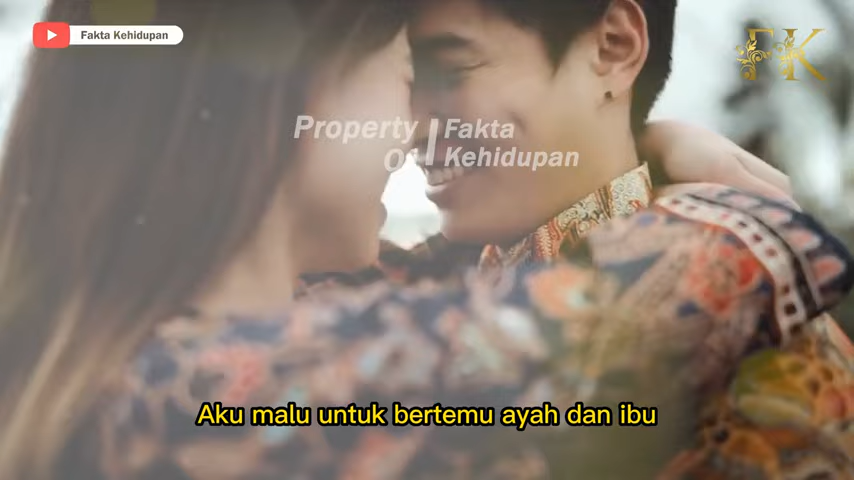 Fakta Kehidupan
FK
Property
Of
Fakta
Kehidupan
Aku malu untuk bertemu ayah dan ibu